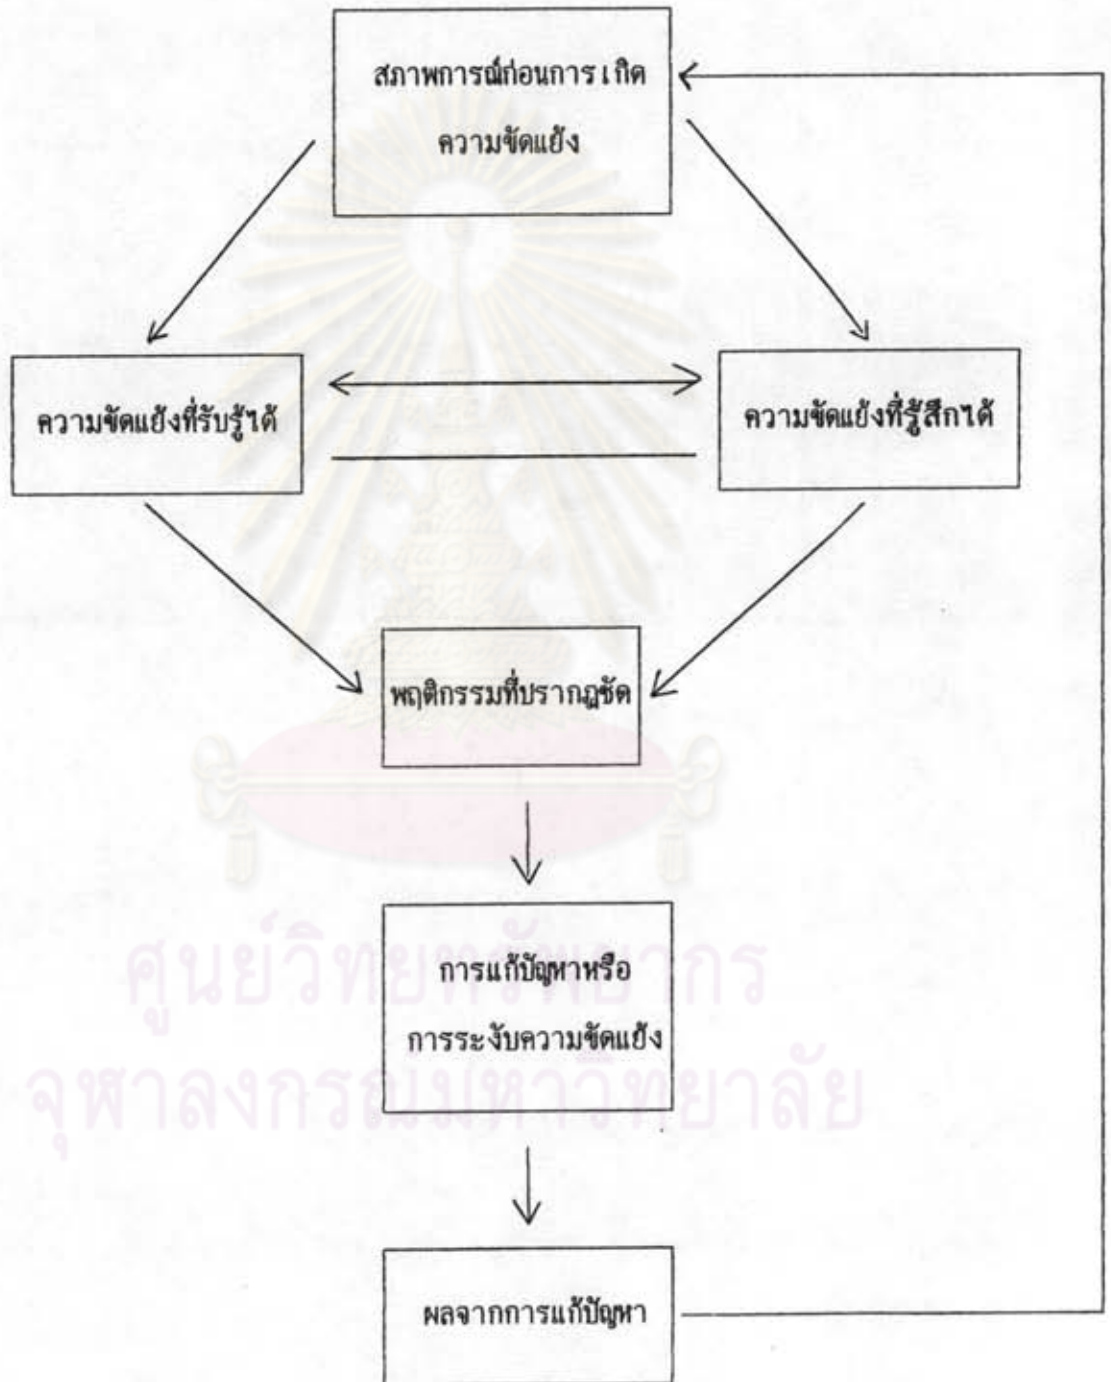 สภาพการณ์ก่อนการเกิด
ความขัดแย้ง
ความขัดแย้งที่รับรู้ได้
ความขัดแย้งที่รู้สึกได้
พฤติกรรมที่ปรากฏชัด
การแก้ปัญหาหรือ
การระงับความขัดแย้ง
ผลจากการแก้ปัญหา
ศูนย์วิทยทรัพยากร
จุฬาลงกรณ์มหาวิทยาลัย